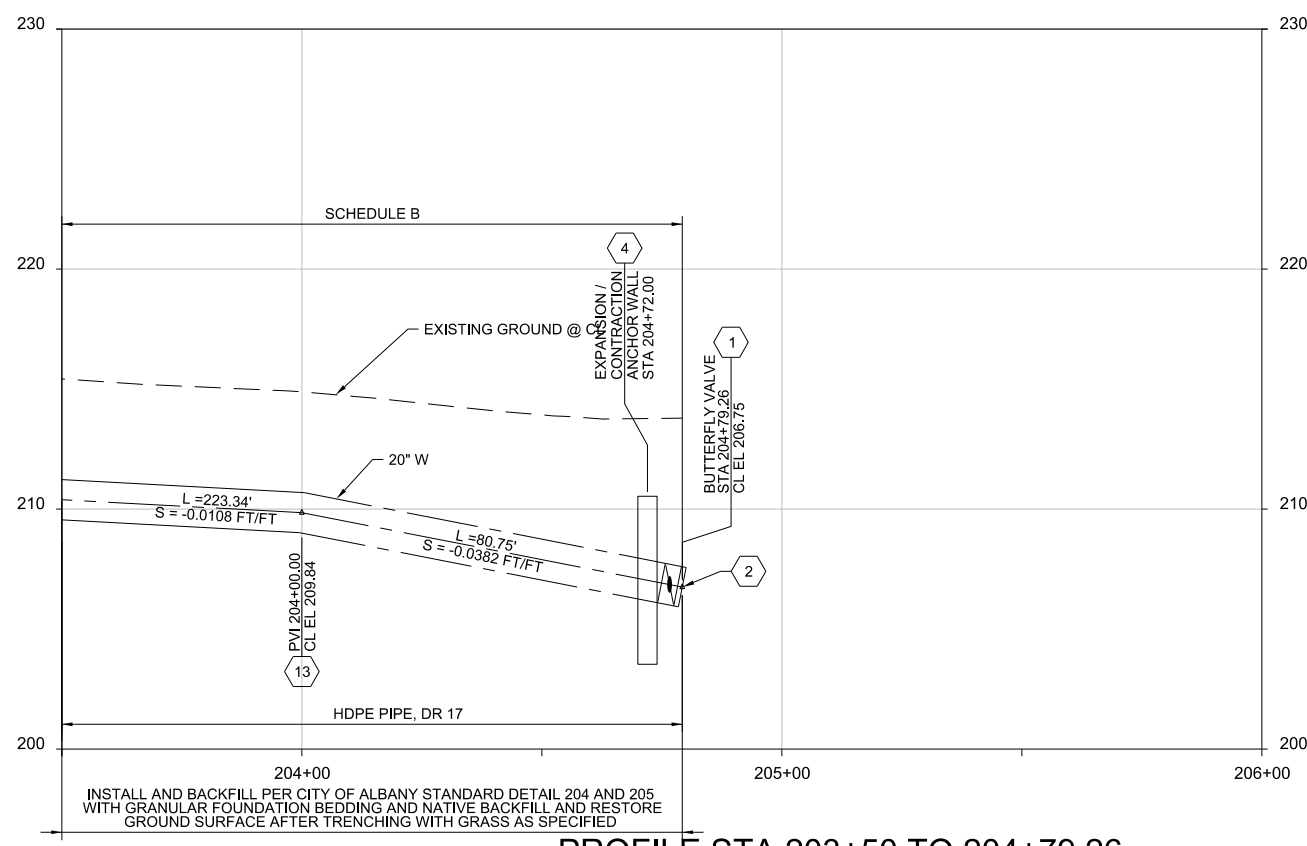 230
230
SCHEDULE B
4
220
220
EXPANSION /
CONTRACTION
ANCHOR WALL
STA 204+72.00
EXISTING GROUND @ CL
1
BUTTERFLY VALVE
STA 204+79.26
CL EL 206.75
20" W
210
210
L =223.34'
S = -0.0108 FT/FT
L =80.75'
S = -0.0382 FT/FT
2
PVI 204+00.00
CL EL 209.84
13
HDPE PIPE, DR 17
200
200
204+00
205+00
206+00
INSTALL AND BACKFILL PER CITY OF ALBANY STANDARD DETAIL 204 AND 205
WITH GRANULAR FOUNDATION BEDDING AND NATIVE BACKFILL AND RESTORE
GROUND SURFACE AFTER TRENCHING WITH GRASS AS SPECIFIED
PROFILE STA 203+50 TO 204+79.26